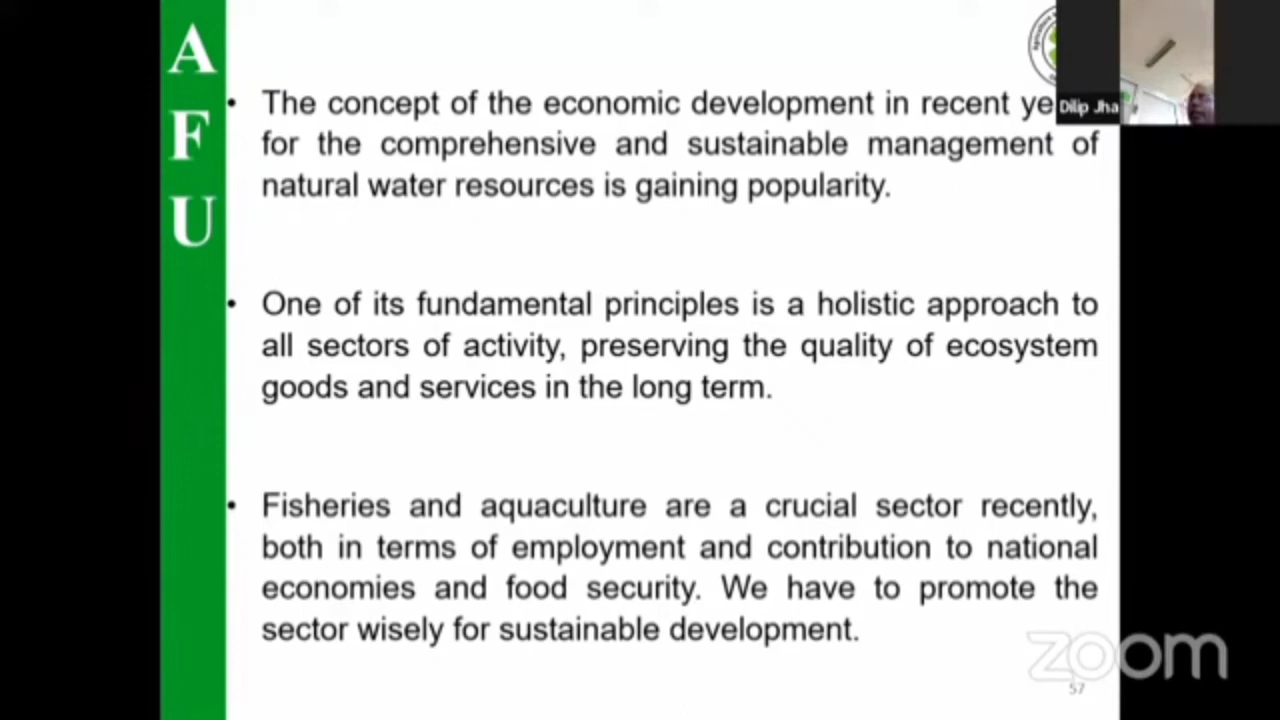 A
F
U
• The concept of the economic development in recent
for the comprehensive and sustainable management of
natural water resources is gaining popularity.
• One of its fundamental principles is a holistic approach to
all sectors of activity, preserving the quality of ecosystem
goods and services in the long term.
• Fisheries and aquaculture are a crucial sector recently,
both in terms of employment and contribution to national
economies and food security. We have to promote the
sector wisely for sustainable development.
57
Dilip Jha
zoom